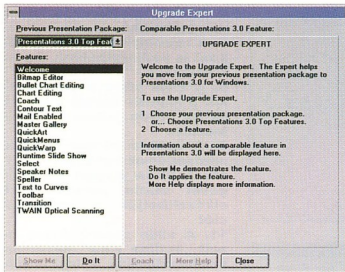 Upgrade Expert
Previous Presentation Package:
Presentations 3.0 Top Feat
Features:
Welcome
Bitmap Editor
Bullet Chart Editing
Chart Editing
Coach
Contour Text
Mail Enabled
Master Gallery
QuickArt
QuickMenus
QuickWarp
Runtime Slide Show
Select
Speaker Notes
Speller
Text to Curves
Toolbar
Transition
TWAIN Optical Scanning
Comparable Presentations 3.0 Feature:
UPGRADE EXPERT
Welcome to the Upgrade Expert. The Expert helps
you move from your previous presentation package to
Presentations 3.0 for Windows.
To use the Upgrade Expert,
1 Choose your previous presentation package.
or... Choose Presentations 3.0 Top Features.
2 Choose a feature.
Information about a comparable feature in
Presentations 3.0 will be displayed here.
Show Me demonstrates the feature.
Do It applies the feature.
More Help displays more information.
Show Me
Do It
Coach
More Help
Close